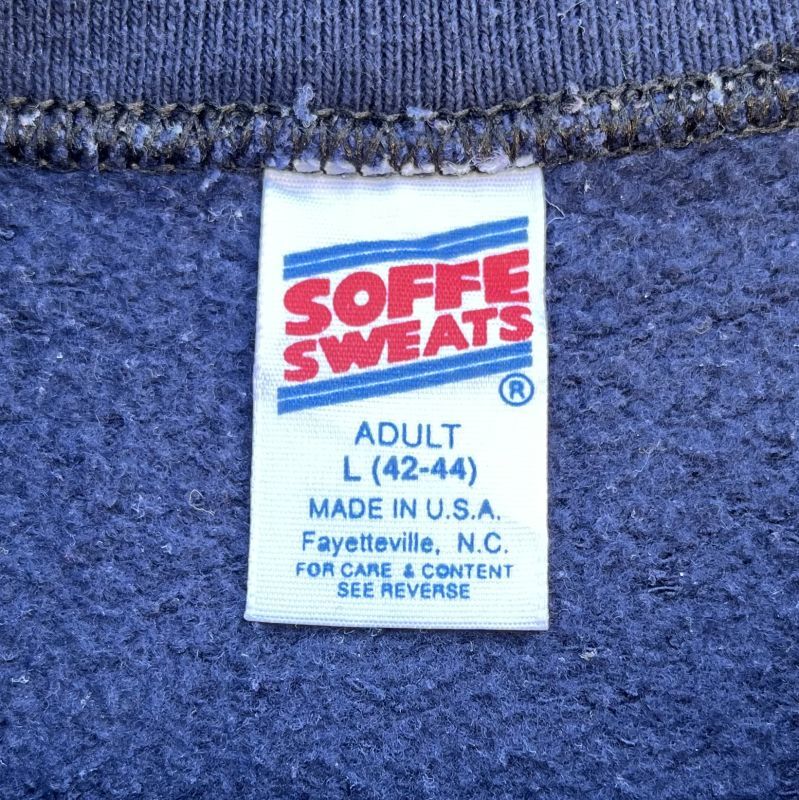 SOFFE
SWEATS
®
ADULT
L (42-44)
MADE IN U.S.A.
Fayetteville, N.C.
FOR CARE & CONTENT
SEE REVERSE